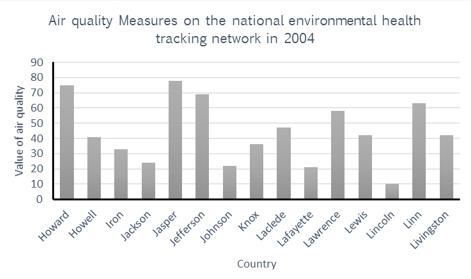 Air quality Measures on the national environmental health
tracking network in 2004
Value of air quality
90
80
70
60
50
40
30
20
10
0
Howard
Howell
Iron
Jackson
Jasper
Jefferson
Johnson
Knox
Laclede
Lafayette
Lawrence
Lewis
Lincoln
Linn
Livingston
Country